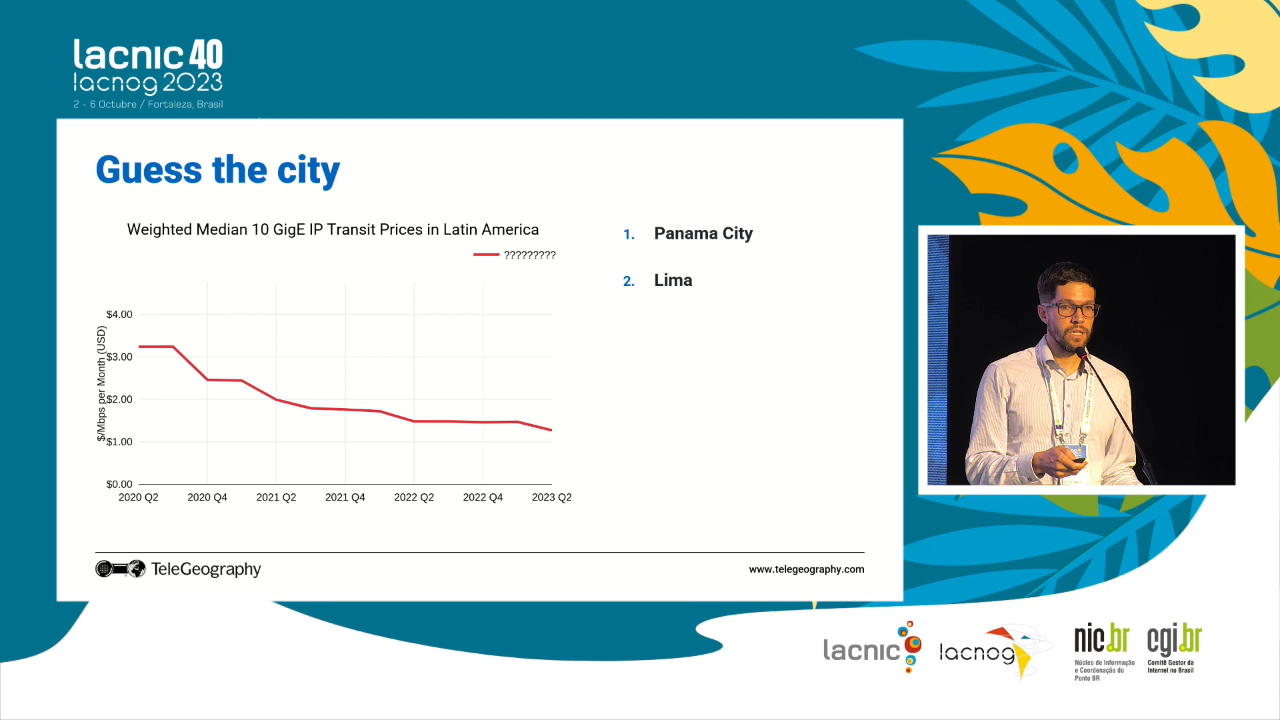 lacnic 40
lacnog 2023
2 - 6 Octubre / Fortaleza, Brasil
Guess the city
Weighted Median 10 GigE IP Transit Prices in Latin America
?????????
$/Mbps per Month (USD)
$4.00
$3.00
$2.00
$1.00
$0.00
2020 Q2
2020 Q4
2021 Q2
2021 Q4
2022 Q2
2022 Q4
2023 Q2
1. Panama City
2. Lima
TeleGeography
www.telegeography.com
lacnic
lacnog
nic.br
Núcleo de Informação
e Coordenação do
Ponto BR
cgi.br
Comitê Gestor da
Internet no Brasil